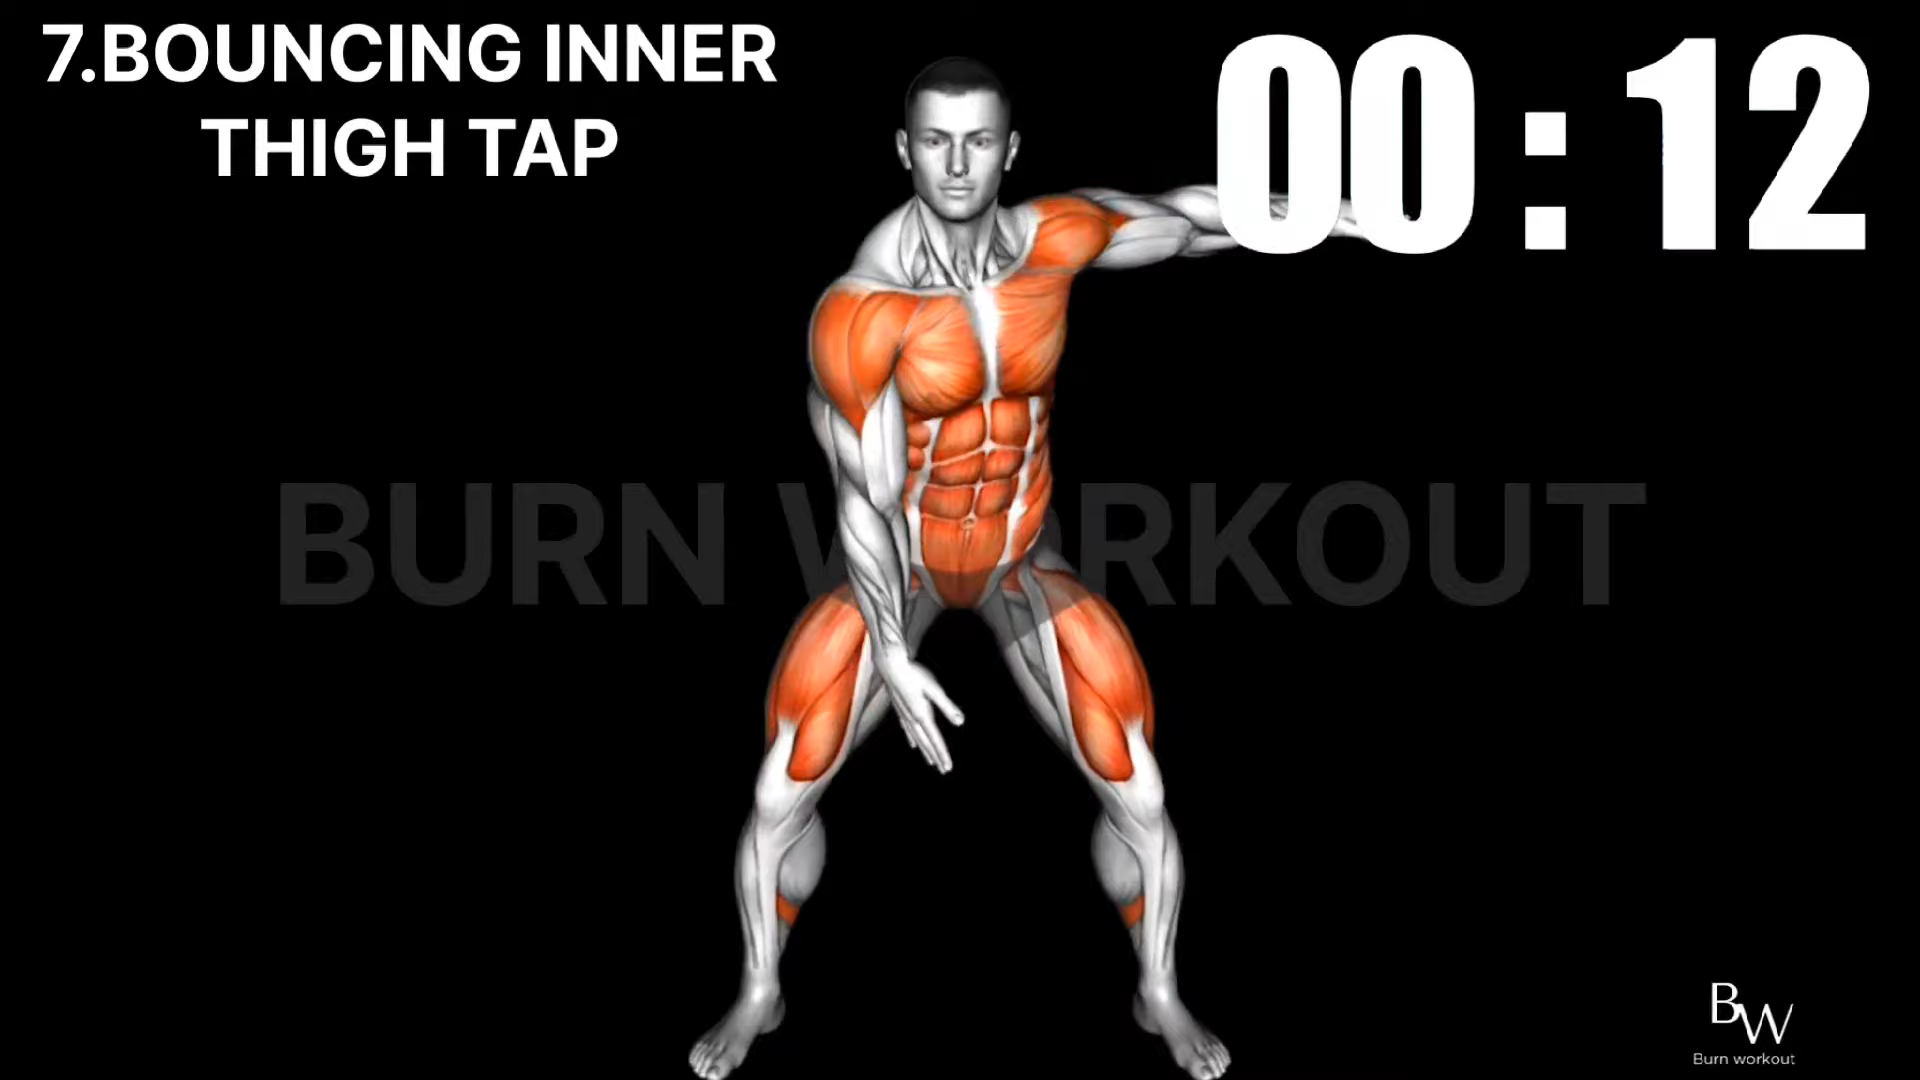 7.BOUNCING INNER
THIGH TAP
00:12
BURN WORKOUT
BW
Burn workout